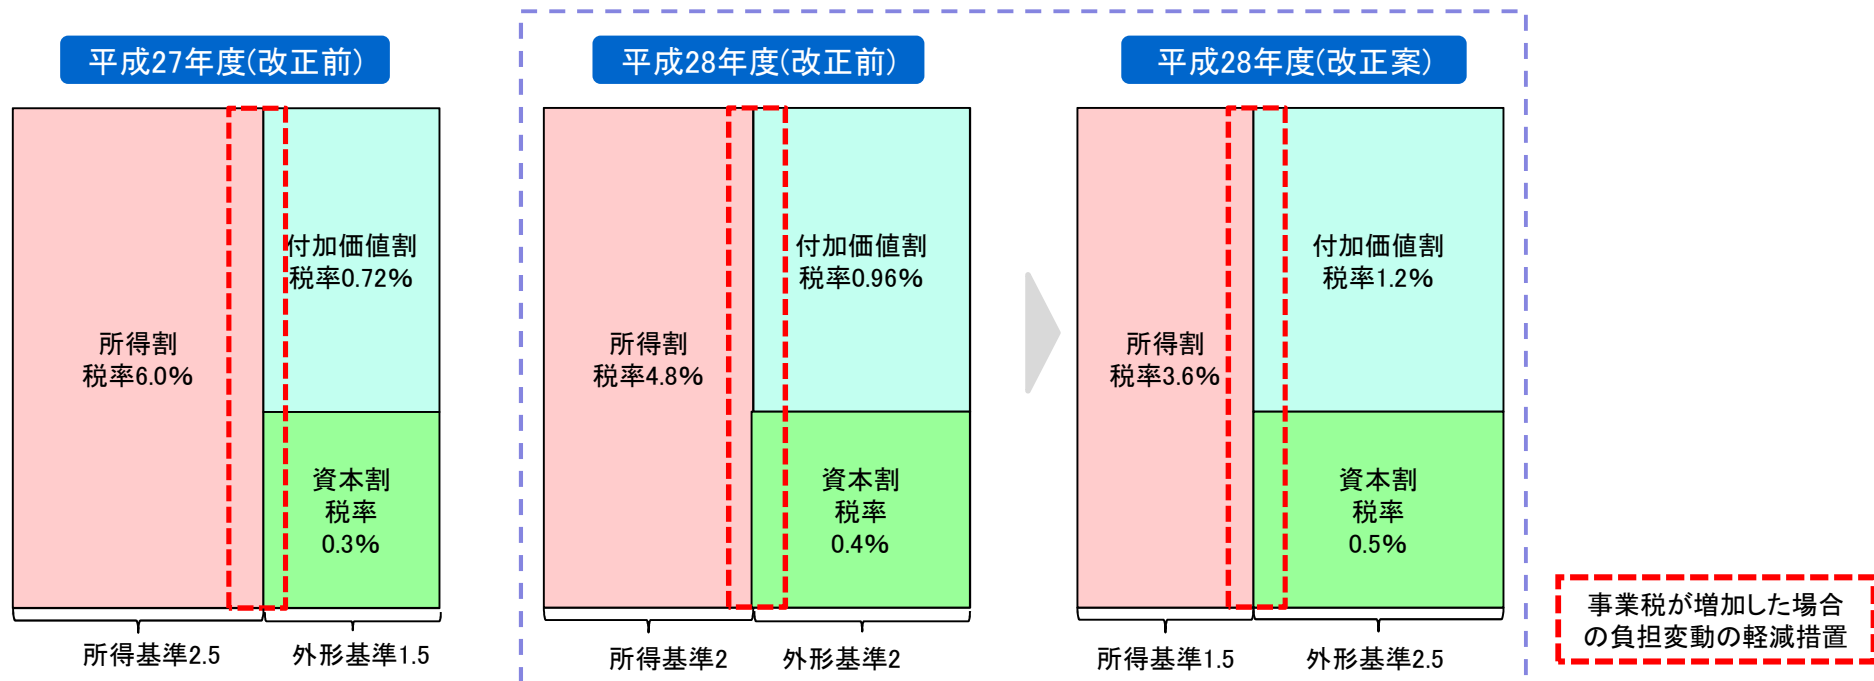 平成27年度(改正前)
所得割
税率6.0%
付加価値割
税率0.72%
資本割
税率
0.3%
所得基準2.5
外形基準1.5
平成28年度(改正前)
所得割
税率4.8%
付加価値割
税率0.96%
資本割
税率
0.4%
所得基準2
外形基準2
平成28年度(改正案)
所得割
税率3.6%
付加価値割
税率1.2%
資本割
税率
0.5%
所得基準1.5
外形基準2.5
事業税が増加した場合
の負担変動の軽減措置